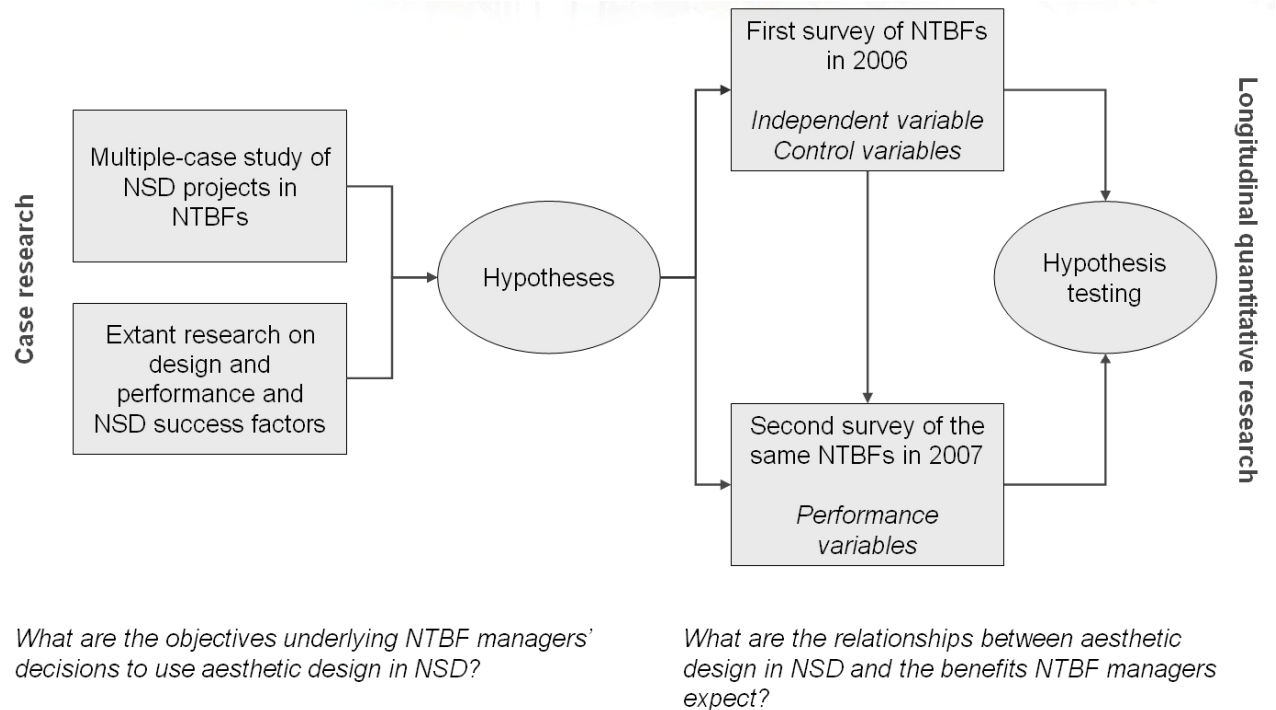 Case research
Multiple-case study of
NSD projects in
NTBFs
Extant research on
design and
performance and
NSD success factors
Hypotheses
First survey of NTBFs
in 2006
Independent variable
Control variables
Second survey of the
same NTBFs in 2007
Performance
variables
Hypothesis
testing
Longitudinal quantitative research
What are the objectives underlying NTBF managers’
decisions to use aesthetic design in NSD?
What are the relationships between aesthetic
design in NSD and the benefits NTBF managers
expect?